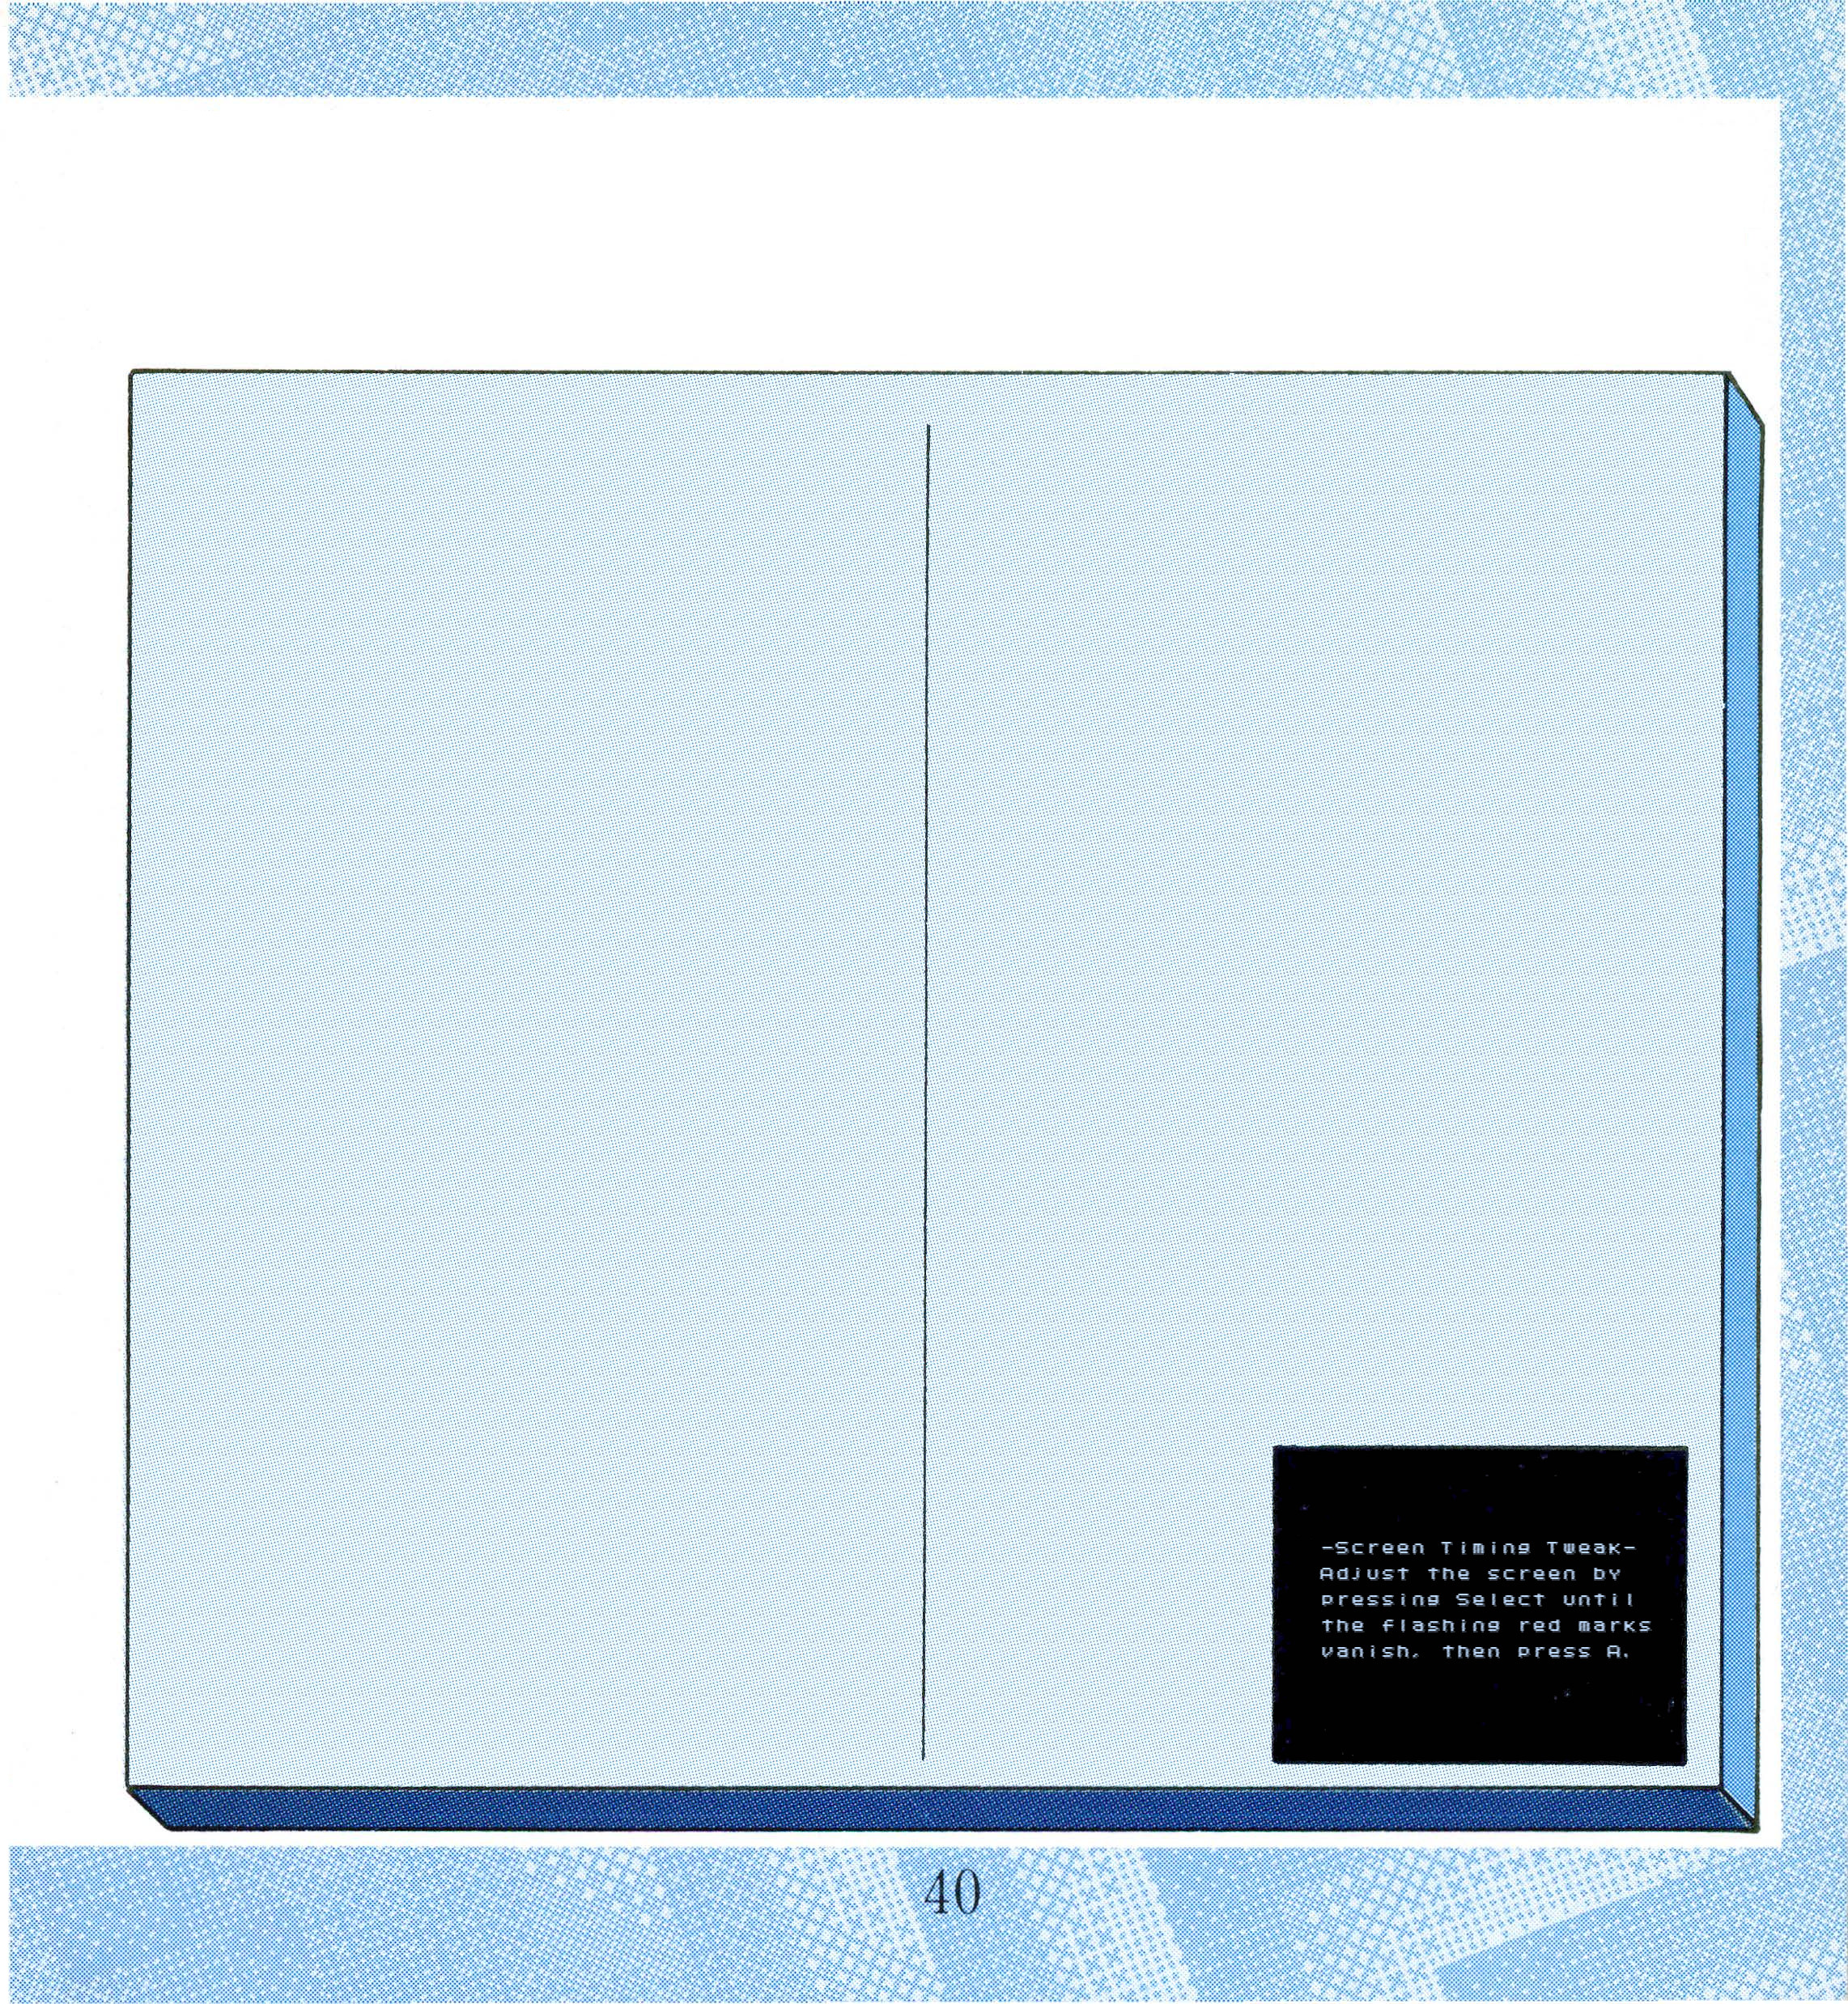 -Screen Timing Tweak-
Adjust the screen by
pressing Select until
the flashing red marks
vanish, then press A.
40